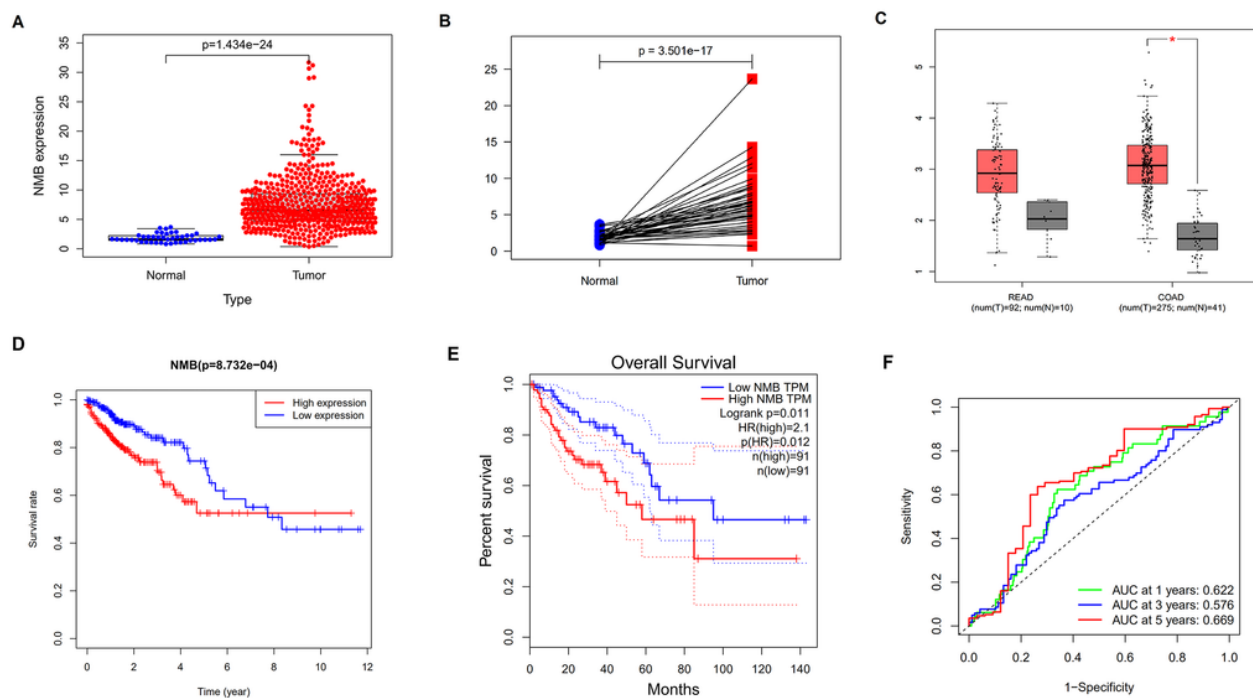 A
p=1.434e−24
NMB expression
35
30
25
20
15
10
5
0
Normal
Tumor
Type
B
p = 3.501e−17
25
20
15
10
5
0
Normal
Tumor
C
*
5
4
3
2
1
READ
(num(T)=92; num(N)=10)
COAD
(num(T)=275; num(N)=41)
D
NMB(p=8.732e−04)
High expression
Low expression
Survival rate
1.0
0.8
0.6
0.4
0.2
0.0
0 2 4 6 8 10 12
Time (year)
E
Overall Survival
Low NMB TPM
High NMB TPM
Logrank p=0.011
HR(high)=2.1
p(HR)=0.012
n(high)=91
n(low)=91
Percent survival
1.0
0.8
0.6
0.4
0.2
0.0
0 20 40 60 80 100 120 140
Months
F
Sensitivity
1.0
0.8
0.6
0.4
0.2
0.0
AUC at 1 years: 0.622
AUC at 3 years: 0.576
AUC at 5 years: 0.669
0.0 0.2 0.4 0.6 0.8 1.0
1−Specificity